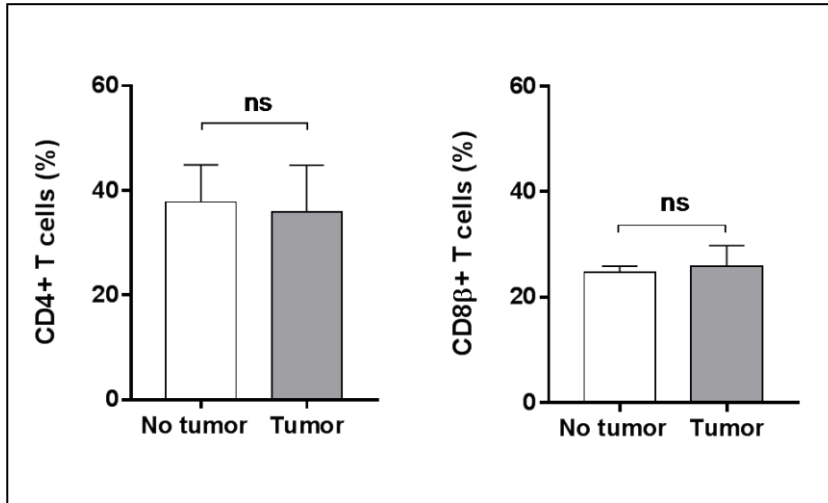 CD4+ T cells (%)
60
40
20
0
ns
No tumor
Tumor
CD8β+ T cells (%)
60
40
20
0
ns
No tumor
Tumor